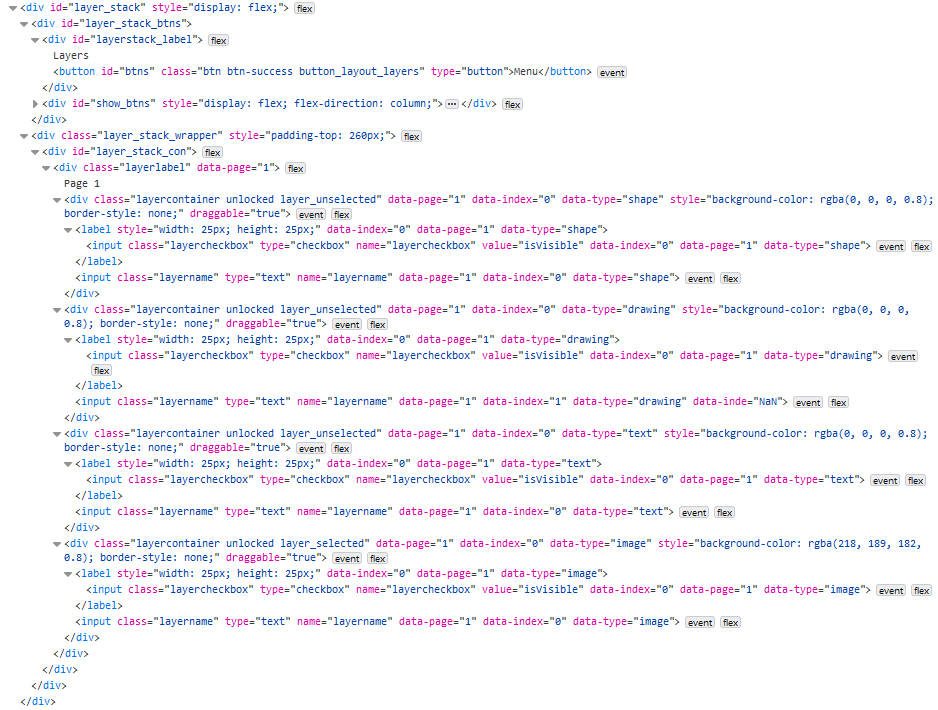 <div id="layer_stack" style="display: flex;"> flex
<div id="layer_stack_btns">
<div id="layerstack_label"> flex
Layers
<button id="btns" class="btn btn-success button_layout_layers" type="button">Menu</button> event
</div>
<div id="show_btns" style="display: flex; flex-direction: column;"> ••• </div> flex
</div>
<div class="layer_stack_wrapper" style="padding-top: 260px;"> flex
<div id="layer_stack_con"> flex
<div class="layerlabel" data-page="1"> flex
Page 1
<div class="layercontainer unlocked layer_unselected" data-page="1" data-index="0" data-type="shape" style="background-color: rgba(0, 0, 0, 0.8);
border-style: none;" draggable="true"> event flex
<label style="width: 25px; height: 25px;" data-index="0" data-page="1" data-type="shape">
<input class="layercheckbox" type="checkbox" name="layercheckbox" value="isVisible" data-index="0" data-page="1" data-type="shape"> event flex
</label>
<input class="layername" type="text" name="layername" data-page="1" data-index="0" data-type="shape"> event flex
</div>
<div class="layercontainer unlocked layer_unselected" data-page="1" data-index="0" data-type="drawing" style="background-color: rgba(0, 0, 0,
0.8); border-style: none;" draggable="true"> event flex
<label style="width: 25px; height: 25px;" data-index="0" data-page="1" data-type="drawing">
<input class="layercheckbox" type="checkbox" name="layercheckbox" value="isVisible" data-index="0" data-page="1" data-type="drawing"> event
flex
</label>
<input class="layername" type="text" name="layername" data-page="1" data-index="1" data-type="drawing" data-inde="NaN"> event flex
</div>
<div class="layercontainer unlocked layer_unselected" data-page="1" data-index="0" data-type="text" style="background-color: rgba(0, 0, 0, 0.8);
border-style: none;" draggable="true"> event flex
<label style="width: 25px; height: 25px;" data-index="0" data-page="1" data-type="text">
<input class="layercheckbox" type="checkbox" name="layercheckbox" value="isVisible" data-index="0" data-page="1" data-type="text"> event flex
</label>
<input class="layername" type="text" name="layername" data-page="1" data-index="0" data-type="text"> event flex
</div>
<div class="layercontainer unlocked layer_selected" data-page="1" data-index="0" data-type="image" style="background-color: rgba(218, 189, 182,
0.8); border-style: none;" draggable="true"> event flex
<label style="width: 25px; height: 25px;" data-index="0" data-page="1" data-type="image">
<input class="layercheckbox" type="checkbox" name="layercheckbox" value="isVisible" data-index="0" data-page="1" data-type="image"> event flex
</label>
<input class="layername" type="text" name="layername" data-page="1" data-index="0" data-type="image"> event flex
</div>
</div>
</div>
</div>
</div>